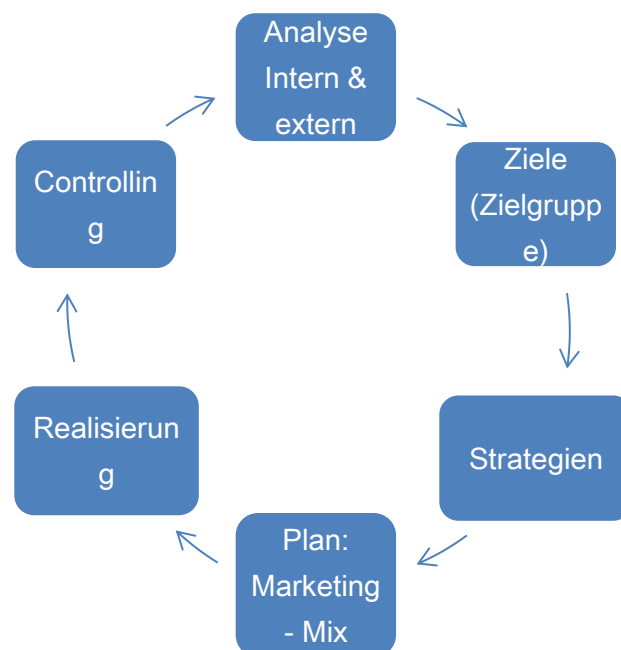 Analyse
Intern &
extern
Ziele
(Zielgrupp
e)
Strategien
Plan:
Marketing
- Mix
Realisierun
g
Controllin
g